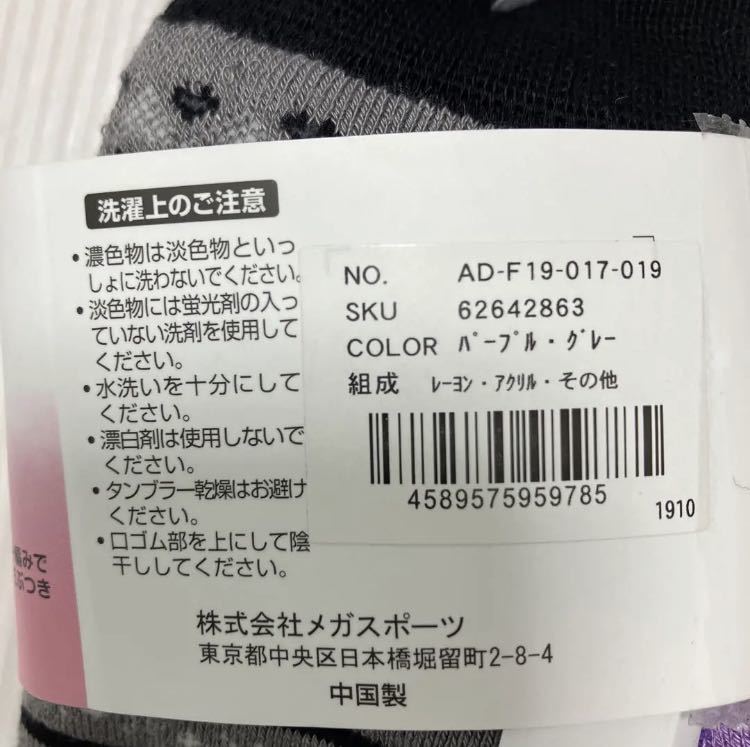 洗濯上のご注意
・濃色物は淡色物といっ
しょに洗わないでください。
・淡色物には蛍光剤の入っ
ていない洗剤を使用して
ください。
・水洗いを十分にして
ください。
・漂白剤は使用しないで
ください。
・タンブラー乾燥はお避け
ください。
・口ゴム部を上にして陰
干ししてください。
NO. AD-F19-017-019
SKU 62642863
COLOR ﾊﾟｰﾌﾟﾙ・ｸﾞﾚｰ
組成 ﾚｰﾖﾝ・ｱｸﾘﾙ・その他
4589575959785
1910
株式会社メガスポーツ
東京都中央区日本橋堀留町2-8-4
中国製
編みで
つき